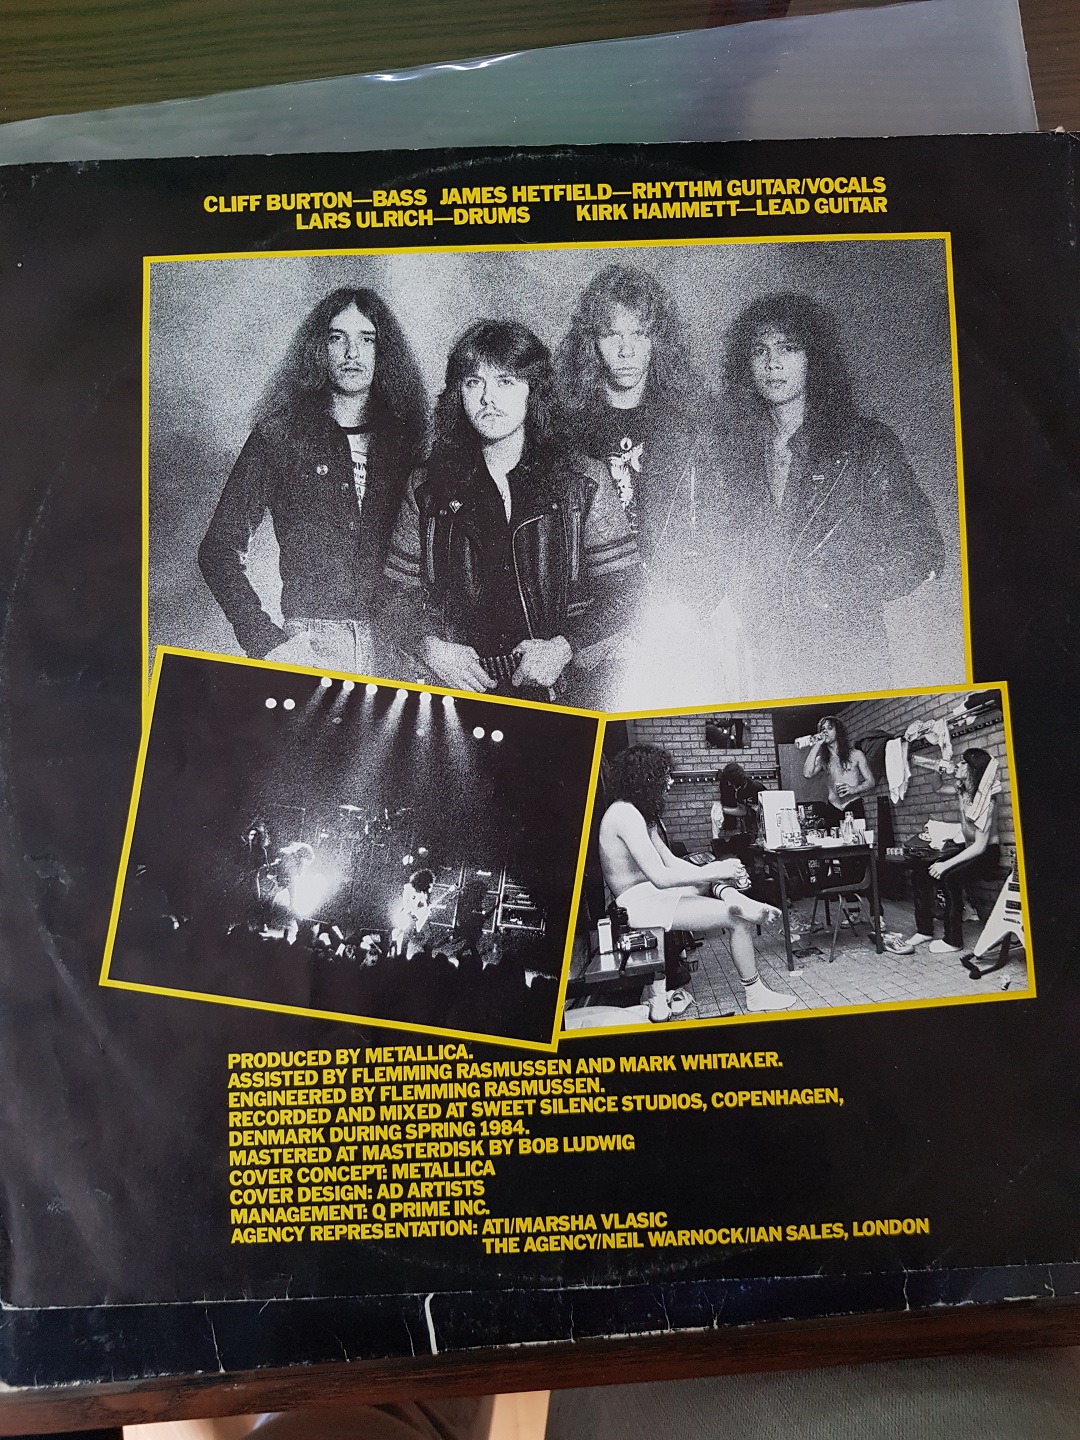 CLIFF BURTON—BASS JAMES HETFIELD—RHYTHM GUITAR/VOCALS
LARS ULRICH—DRUMS KIRK HAMMETT—LEAD GUITAR
PRODUCED BY METALLICA.
ASSISTED BY FLEMMING RASMUSSEN AND MARK WHITAKER.
ENGINEERED BY FLEMMING RASMUSSEN.
RECORDED AND MIXED AT SWEET SILENCE STUDIOS, COPENHAGEN,
DENMARK DURING SPRING 1984.
MASTERED AT MASTERDISK BY BOB LUDWIG
COVER CONCEPT: METALLICA
COVER DESIGN: AD ARTISTS
MANAGEMENT: Q PRIME INC.
AGENCY REPRESENTATION: ATI/MARSHA VLASIC
THE AGENCY/NEIL WARNOCK/IAN SALES, LONDON